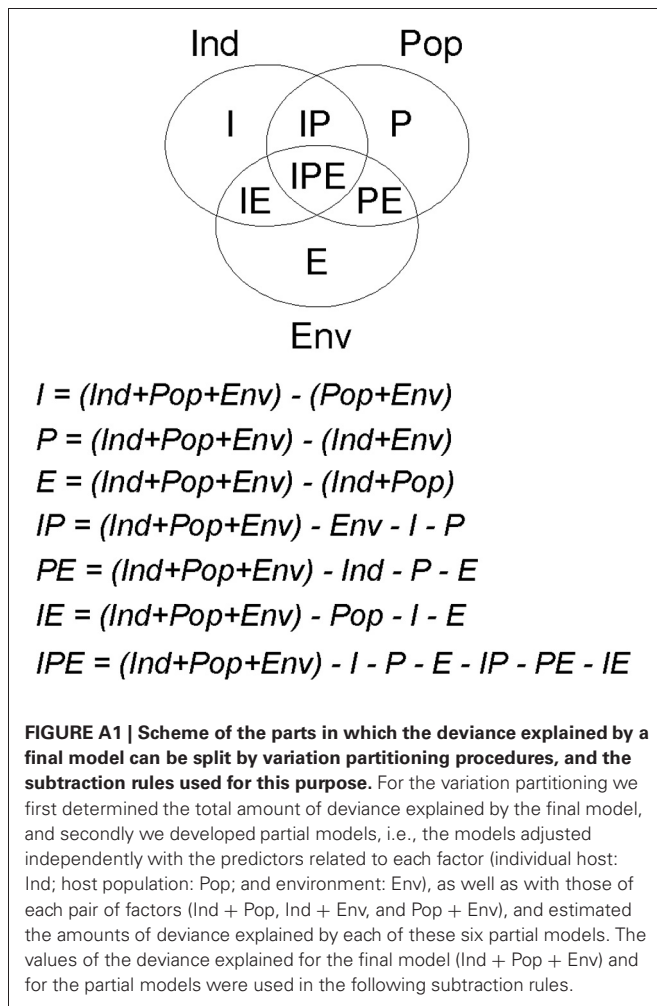 Ind Pop
I IP P
IPE
IE PE
E
Env
I = (Ind+Pop+Env) - (Pop+Env)
P = (Ind+Pop+Env) - (Ind+Env)
E = (Ind+Pop+Env) - (Ind+Pop)
IP = (Ind+Pop+Env) - Env - I - P
PE = (Ind+Pop+Env) - Ind - P - E
IE = (Ind+Pop+Env) - Pop - I - E
IPE = (Ind+Pop+Env) - I - P - E - IP - PE - IE
FIGURE A1 | Scheme of the parts in which the deviance explained by a
final model can be split by variation partitioning procedures, and the
subtraction rules used for this purpose. For the variation partitioning we
first determined the total amount of deviance explained by the final model,
and secondly we developed partial models, i.e., the models adjusted
independently with the predictors related to each factor (individual host:
Ind; host population: Pop; and environment: Env), as well as with those of
each pair of factors (Ind + Pop, Ind + Env, and Pop + Env), and estimated
the amounts of deviance explained by each of these six partial models. The
values of the deviance explained for the final model (Ind + Pop + Env) and
for the partial models were used in the following subtraction rules.